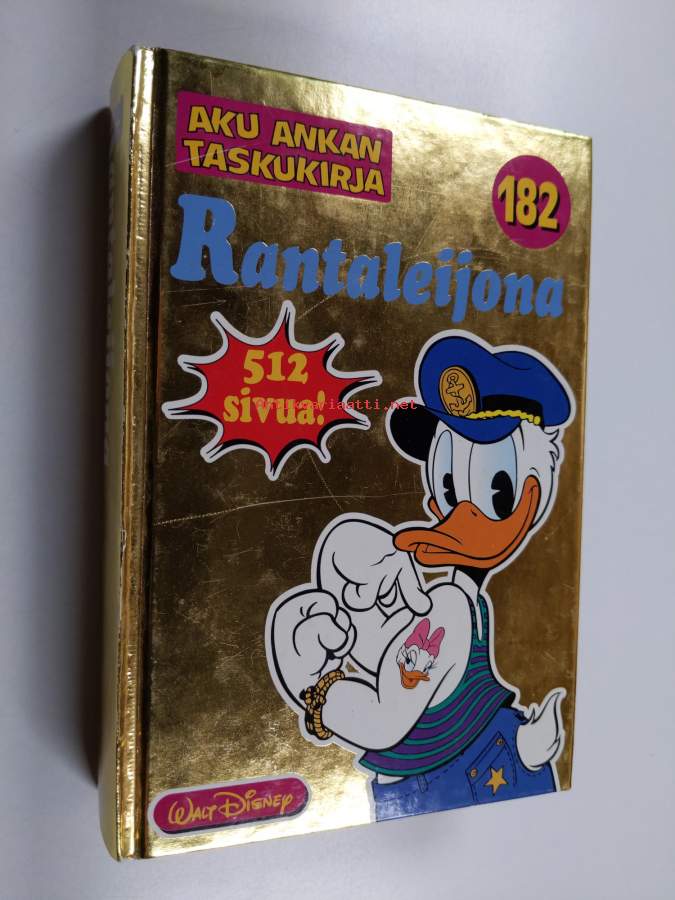 AKU ANKAN
TASKUKIRJA
182
Rantaleijona
512
sivua!
WALT DISNEY